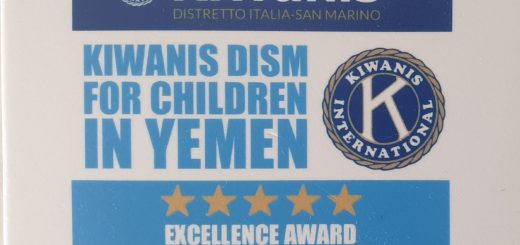 DISTRETTO ITALIA-SAN MARINO
KIWANIS DISM
FOR CHILDREN
IN YEMEN
KIWANIS
K
INTERNATIONAL
EXCELLENCE AWARD